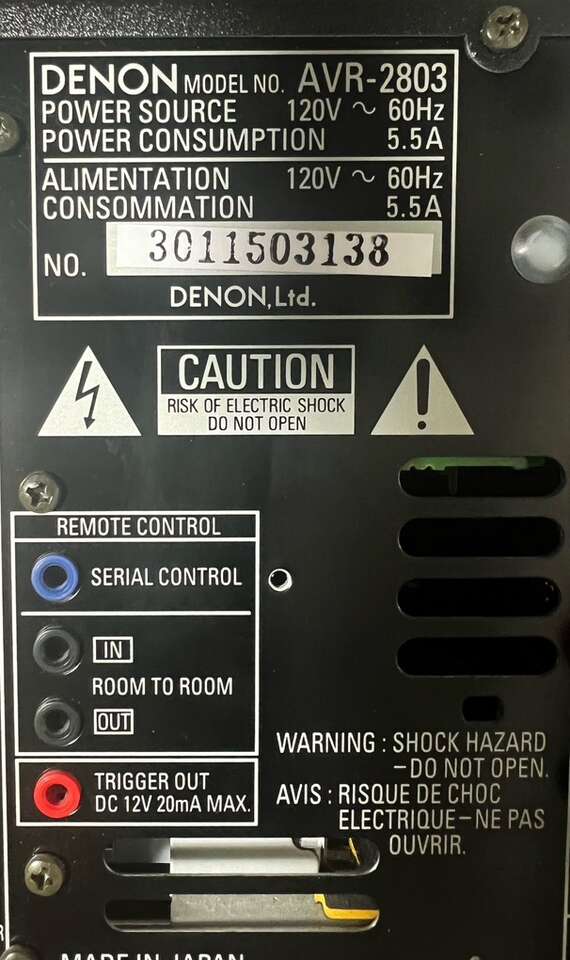 DENON MODEL NO. AVR-2803
POWER SOURCE 120V ~ 60Hz
POWER CONSUMPTION 5.5A
ALIMENTATION 120V ~ 60Hz
CONSOMMATION 5.5A
NO. 3011503138
DENON, Ltd.
CAUTION
RISK OF ELECTRIC SHOCK
DO NOT OPEN
REMOTE CONTROL
SERIAL CONTROL
IN
ROOM TO ROOM
OUT
TRIGGER OUT
DC 12V 20mA MAX.
WARNING : SHOCK HAZARD
–DO NOT OPEN.
AVIS : RISQUE DE CHOC
ELECTRIQUE–NE PAS
OUVRIR.
R
MADE IN JAPAN